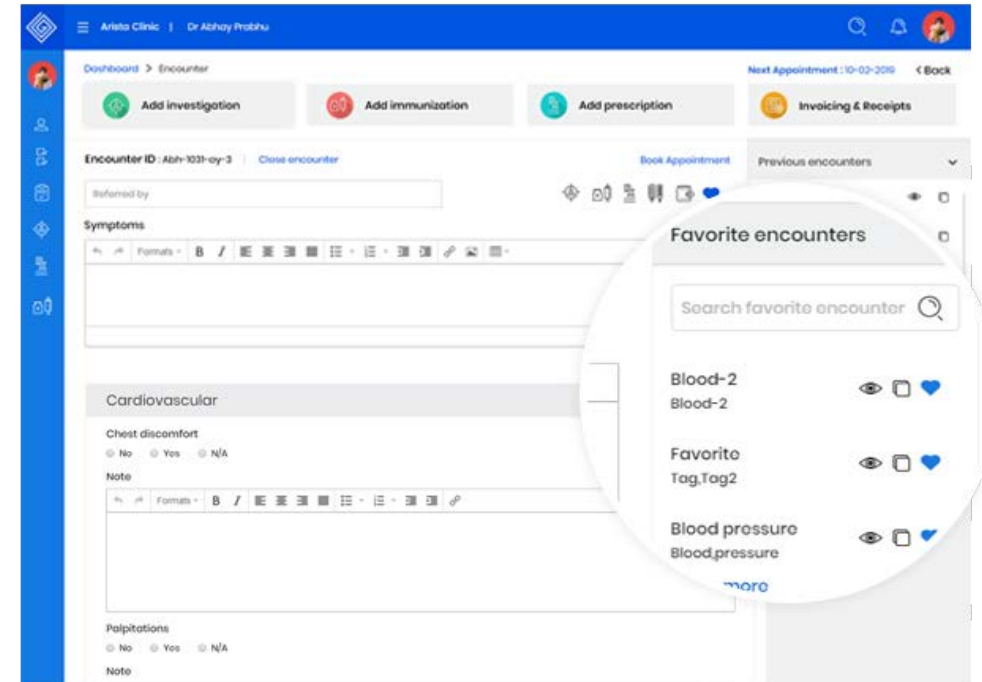 Arista Clinic | Dr Abhay Prabhu
Dashboard > Encounter
Next Appointment : 10-02-2019 < Back
Add investigation
Add immunization
Add prescription
Invoicing & Receipts
Encounter ID : Abh-1031-oy-3 | Close encounter
Book Appointment
Previous encounters
Referred by
Symptoms
Formats B I
Favorite encounters
Search favorite encounter
Blood-2
Blood-2
Favorite
Tag,Tag2
Blood pressure
Blood,pressure
more
Cardiovascular
Chest discomfort
No Yes N/A
Note
Formats B I
Palpitations
No Yes N/A
Note